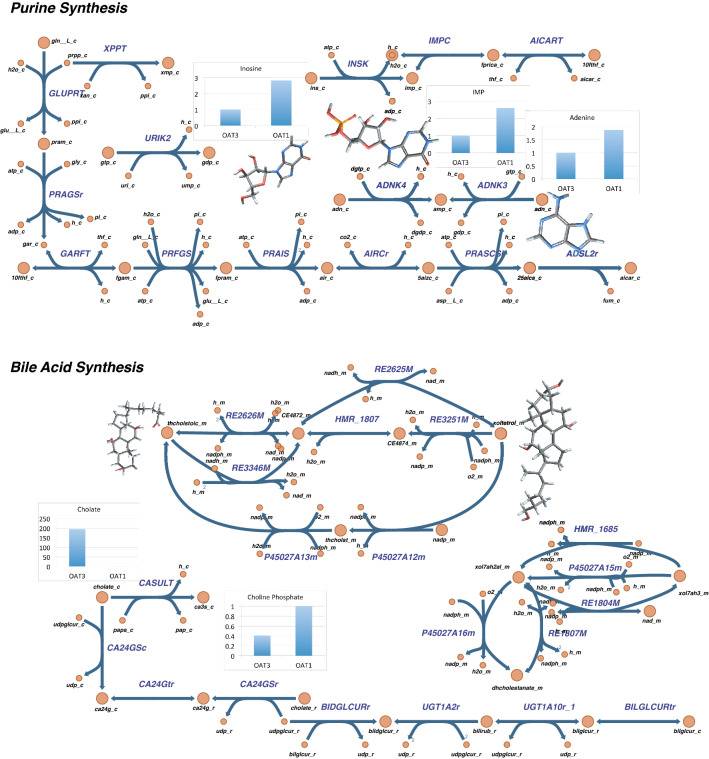 Purine Synthesis
gln__L_c
prpp_c
XPPT
h2o_c
xmp_c
GLUPRT
xan_c
ppi_c
ppi_c
glu__L_c
pram_c
URIK2
h_c
gtp_c
gdp_c
uri_c
ump_c
atp_c
gly_c
PRAGSr
adp_c
h_c
pi_c
gar_c
Inosine
3
2
1
0
OAT3
OAT1
atp_c
h_c
IMPC
AICART
h2o_c
fprica_c
10fthf_c
INSK
ins_c
imp_c
thf_c
aicar_c
adp_c
IMP
3
2
1
0
OAT3
OAT1
Adenine
2
1.5
1
0.5
0
OAT3
OAT1
dgtp_c
h_c
h_c
gtp_c
ADNK4
ADNK3
adn_c
amp_c
adn_c
dgdp_c
gdp_c
atp_c
pi_c
thf_c
h2o_c
gln__L_c
pi_c
h_c
atp_c
pi_c
h_c
co2_c
h_c
atp_c
h_c
GARFT
PRFGS
PRAIS
AIRCr
PRASCS
ADSL2r
10fthf_c
fgam_c
fpram_c
air_c
5aizc_c
25aics_c
aicar_c
h_c
atp_c
glu__L_c
adp_c
adp_c
asp__L_c
adp_c
fum_c
Bile Acid Synthesis
RE2625M
nadh_m
nad_m
h_m
h_m
h2o_m
RE2626M
CE4872_m
HMR_1807
h2o_m
RE3251M
h_m
xoltetrol_m
thcholstoic_m
nadph_m
nadh_m
nad_m
nadp_m
h2o_m
CE4874_m
nadp_m
nadph_m
o2_m
RE3346M
h2o_m
h_m
nad_m
nadp_m
o2_m
nadph_m
thcholst_m
nadp_m
h2o_m
nadph_m
h_m
P45027A13m
P45027A12m
Cholate
250
200
150
100
50
0
OAT3
OAT1
cholate_c
CASULT
h_c
ca3s_c
udpglcur_c
paps_c
pap_c
CA24GSc
udp_c
Choline Phosphate
1
0.8
0.6
0.4
0.2
0
OAT3
OAT1
nadph_m
HMR_1685
nadp_m
nadp_m
o2_m
P45027A15m
xol7ah2al_m
h2o_m
nadph_m
xol7ah3_m
o2_m
RE1804M
nadph_m
h2o_m
nadp_m
nad_m
P45027A16m
RE1807M
nadp_m
h2o_m
nadph_m
h_m
dhcholestanate_m
CA24Gtr
CA24GSr
ca24g_c
ca24g_r
cholate_r
udp_r
udpglcur_r
BIDGLCURr
UGT1A2r
UGT1A10r_1
BILGLCURtr
bildglcur_r
bilirub_r
bilglcur_r
bilglcur_c
bilglcur_r
udp_r
udp_r
udpglcur_r
udpglcur_r
udp_r